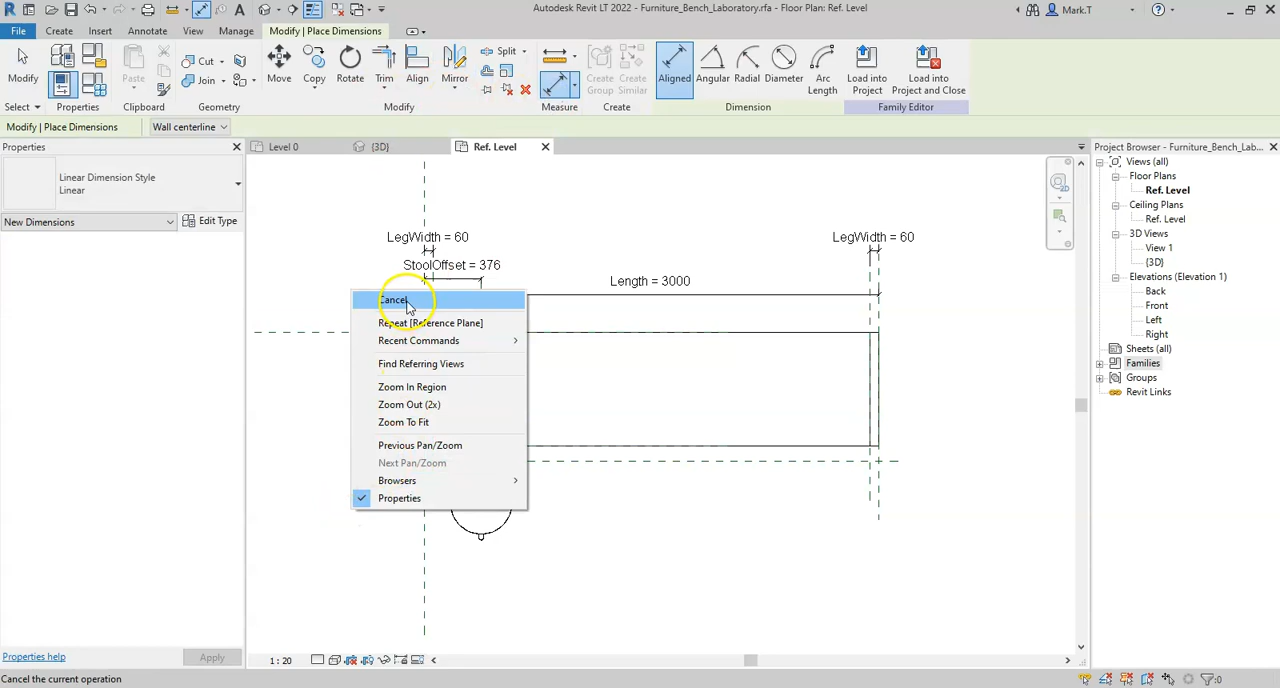 Autodesk Revit LT 2022 - Furniture_Bench_Laboratory.rfa - Floor Plan: Ref. Level
Mark.T
File Create Insert Annotate View Manage Modify | Place Dimensions
Modify
Paste
Cut
Join
Move Copy Rotate Trim Align Mirror
Split
Create Group
Create Similar
Aligned Angular Radial Diameter Arc Length
Load into Project
Load into Project and Close
Select Properties Clipboard Geometry Modify Measure Create Dimension Family Editor
Modify | Place Dimensions Wall centerline
Properties
Linear Dimension Style
Linear
New Dimensions
Edit Type
Properties help
Apply
Level 0 {3D} Ref. Level
LegWidth = 60
StoolOffset = 376
Length = 3000
LegWidth = 60
Cancel
Repeat [Reference Plane]
Recent Commands
Find Referring Views
Zoom In Region
Zoom Out (2x)
Zoom To Fit
Previous Pan/Zoom
Next Pan/Zoom
Browsers
Properties
Project Browser - Furniture_Bench_Lab...
Views (all)
Floor Plans
Ref. Level
Ceiling Plans
Ref. Level
3D Views
View 1
{3D}
Elevations (Elevation 1)
Back
Front
Left
Right
Sheets (all)
Families
Groups
Revit Links
1 : 20
Cancel the current operation
:0